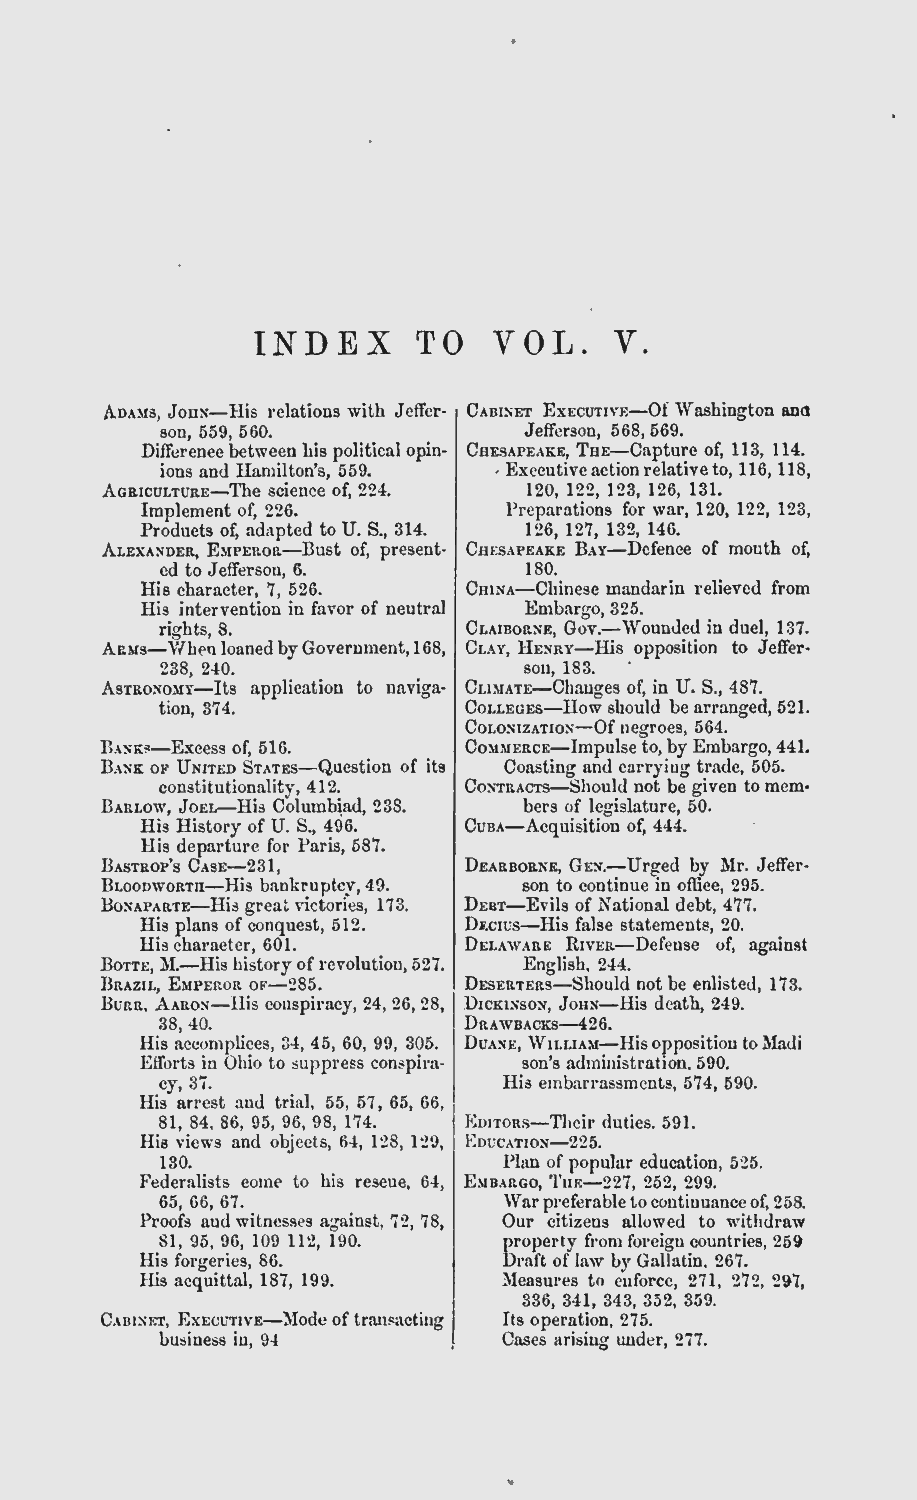 INDEX TO VOL. V.
ADAMS, JOHN—His relations with Jeffer-
son, 559, 560.
Difference between his political opin-
ions and Hamilton's, 559.
AGRICULTURE—The science of, 224.
Implement of, 226.
Products of, adapted to U. S., 314.
ALEXANDER, EMPEROR—Bust of, present-
ed to Jefferson, 6.
His character, 7, 526.
His intervention in favor of neutral
rights, 8.
ARMS—When loaned by Government, 168,
238, 240.
ASTRONOMY—Its application to naviga-
tion, 374.
BANKS—Excess of, 516.
BANK OF UNITED STATES—Question of its
constitutionality, 412.
BARLOW, JOEL—His Columbiad, 238.
His History of U. S., 496.
His departure for Paris, 587.
BASTROP'S CASE—231,
BLOODWORTH—His bankruptcy, 49.
BONAPARTE—His great victories, 173.
His plans of conquest, 512.
His character, 601.
BOTTE, M.—His history of revolution, 527.
BRAZIL, EMPEROR OF—285.
BURR, AARON—His conspiracy, 24, 26, 28,
38, 40.
His accomplices, 34, 45, 60, 99, 305.
Efforts in Ohio to suppress conspira-
cy, 37.
His arrest and trial, 55, 57, 65, 66,
81, 84, 86, 95, 96, 98, 174.
His views and objects, 64, 128, 129,
130.
Federalists come to his rescue, 64,
65, 66, 67.
Proofs and witnesses against, 72, 78,
81, 95, 96, 109 112, 190.
His forgeries, 86.
His acquittal, 187, 199.
CABINET, EXECUTIVE—Mode of transacting
business in, 94
CABINET EXECUTIVE—Of Washington and
Jefferson, 568, 569.
CHESAPEAKE, THE—Capture of, 113, 114.
Executive action relative to, 116, 118,
120, 122, 123, 126, 131.
Preparations for war, 120, 122, 123,
126, 127, 132, 146.
CHESAPEAKE BAY—Defence of mouth of,
180.
CHINA—Chinese mandarin relieved from
Embargo, 325.
CLAIBORNE, GOV.—Wounded in duel, 137.
CLAY, HENRY—His opposition to Jeffer-
son, 183.
CLIMATE—Changes of, in U. S., 487.
COLLEGES—How should be arranged, 521.
COLONIZATION—Of negroes, 564.
COMMERCE—Impulse to, by Embargo, 441.
Coasting and carrying trade, 505.
CONTRACTS—Should not be given to mem-
bers of legislature, 50.
CUBA—Acquisition of, 444.
DEARBORNE, GEN.—Urged by Mr. Jeffer-
son to continue in office, 295.
DEBT—Evils of National debt, 477.
DECIUS—His false statements, 20.
DELAWARE RIVER—Defense of, against
English, 244.
DESERTERS—Should not be enlisted, 173.
DICKINSON, JOHN—His death, 249.
DRAWBACKS—426.
DUANE, WILLIAM—His opposition to Madi
son's administration. 590.
His embarrassments, 574, 590.
EDITORS—Their duties. 591.
EDUCATION—225.
Plan of popular education, 525.
EMBARGO, THE—227, 252, 299.
War preferable to continuance of, 258.
Our citizens allowed to withdraw
property from foreign countries, 259
Draft of law by Gallatin. 267.
Measures to enforce, 271, 272, 297,
336, 341, 343, 352, 359.
Its operation, 275.
Cases arising under, 277.